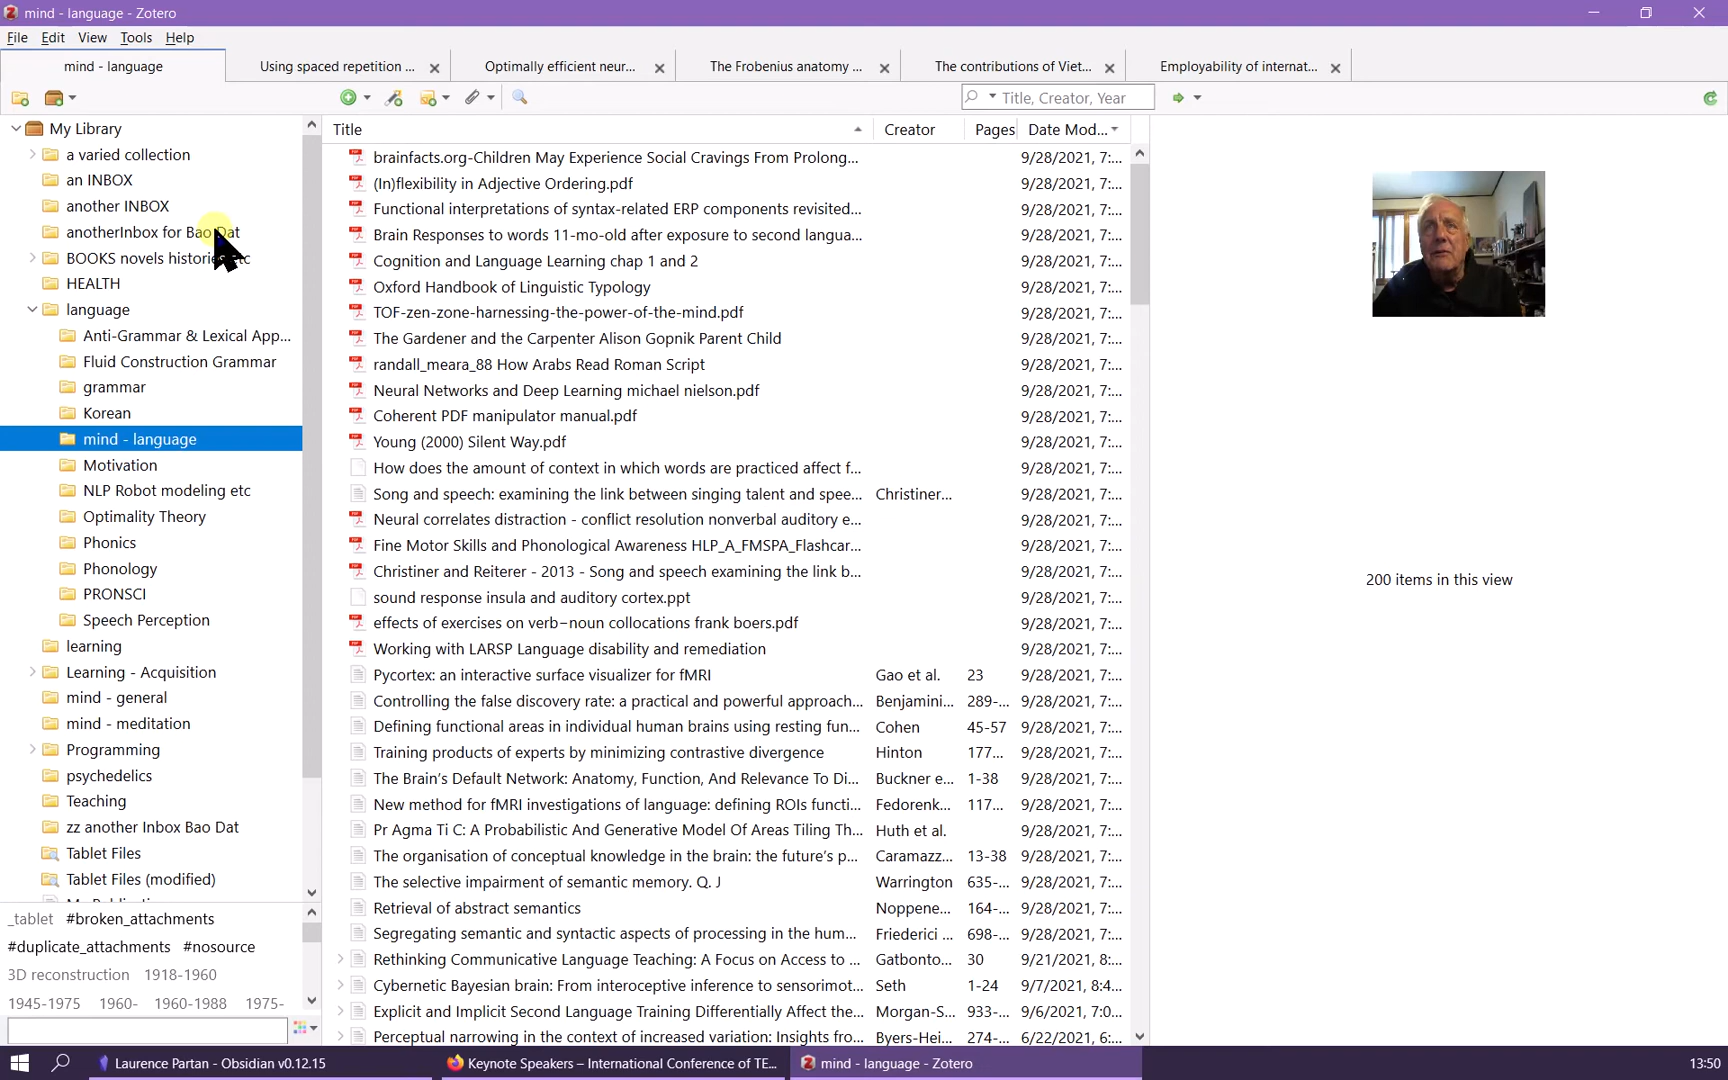 mind - language - Zotero
File Edit View Tools Help
mind - language
Using spaced repetition ...
Optimally efficient neur...
The Frobenius anatomy ...
The contributions of Viet...
Employability of internat...
Title, Creator, Year
My Library
a varied collection
an INBOX
another INBOX
anotherInbox for Bao Dat
BOOKS novels histories etc
HEALTH
language
Anti-Grammar & Lexical App...
Fluid Construction Grammar
grammar
Korean
mind - language
Motivation
NLP Robot modeling etc
Optimality Theory
Phonics
Phonology
PRONSCI
Speech Perception
learning
Learning - Acquisition
mind - general
mind - meditation
Programming
psychedelics
Teaching
zz another Inbox Bao Dat
Tablet Files
Tablet Files (modified)
_tablet #broken_attachments
#duplicate_attachments #nosource
3D reconstruction 1918-1960
1945-1975 1960- 1960-1988 1975-
Title Creator Pages Date Mod...
brainfacts.org-Children May Experience Social Cravings From Prolong... 9/28/2021, 7:...
(In)flexibility in Adjective Ordering.pdf 9/28/2021, 7:...
Functional interpretations of syntax-related ERP components revisited... 9/28/2021, 7:...
Brain Responses to words 11-mo-old after exposure to second langua... 9/28/2021, 7:...
Cognition and Language Learning chap 1 and 2 9/28/2021, 7:...
Oxford Handbook of Linguistic Typology 9/28/2021, 7:...
TOF-zen-zone-harnessing-the-power-of-the-mind.pdf 9/28/2021, 7:...
The Gardener and the Carpenter Alison Gopnik Parent Child 9/28/2021, 7:...
randall_meara_88 How Arabs Read Roman Script 9/28/2021, 7:...
Neural Networks and Deep Learning michael nielson.pdf 9/28/2021, 7:...
Coherent PDF manipulator manual.pdf 9/28/2021, 7:...
Young (2000) Silent Way.pdf 9/28/2021, 7:...
How does the amount of context in which words are practiced affect f... 9/28/2021, 7:...
Song and speech: examining the link between singing talent and spee... Christiner... 9/28/2021, 7:...
Neural correlates distraction - conflict resolution nonverbal auditory e... 9/28/2021, 7:...
Fine Motor Skills and Phonological Awareness HLP_A_FMSPA_Flashcar... 9/28/2021, 7:...
Christiner and Reiterer - 2013 - Song and speech examining the link b... 9/28/2021, 7:...
sound response insula and auditory cortex.ppt 9/28/2021, 7:...
effects of exercises on verb–noun collocations frank boers.pdf 9/28/2021, 7:...
Working with LARSP Language disability and remediation 9/28/2021, 7:...
Pycortex: an interactive surface visualizer for fMRI Gao et al. 23 9/28/2021, 7:...
Controlling the false discovery rate: a practical and powerful approach... Benjamini... 289-... 9/28/2021, 7:...
Defining functional areas in individual human brains using resting fun... Cohen 45-57 9/28/2021, 7:...
Training products of experts by minimizing contrastive divergence Hinton 177... 9/28/2021, 7:...
The Brain's Default Network: Anatomy, Function, And Relevance To Di... Buckner e... 1-38 9/28/2021, 7:...
New method for fMRI investigations of language: defining ROIs functi... Fedorenk... 117... 9/28/2021, 7:...
Pr Agma Ti C: A Probabilistic And Generative Model Of Areas Tiling Th... Huth et al. 9/28/2021, 7:...
The organisation of conceptual knowledge in the brain: the future's p... Caramazz... 13-38 9/28/2021, 7:...
The selective impairment of semantic memory. Q. J Warrington 635-... 9/28/2021, 7:...
Retrieval of abstract semantics Noppene... 164-... 9/28/2021, 7:...
Segregating semantic and syntactic aspects of processing in the hum... Friederici ... 698-... 9/28/2021, 7:...
Rethinking Communicative Language Teaching: A Focus on Access to ... Gatbonto... 30 9/21/2021, 8:...
Cybernetic Bayesian brain: From interoceptive inference to sensorimot... Seth 1-24 9/7/2021, 8:4...
Explicit and Implicit Second Language Training Differentially Affect the... Morgan-S... 933-... 9/6/2021, 7:0...
Perceptual narrowing in the context of increased variation: Insights fro... Byers-Hei... 274-... 6/22/2021, 6:...
200 items in this view
Laurence Partan - Obsidian v0.12.15
Keynote Speakers – International Conference of TE...
mind - language - Zotero
13:50